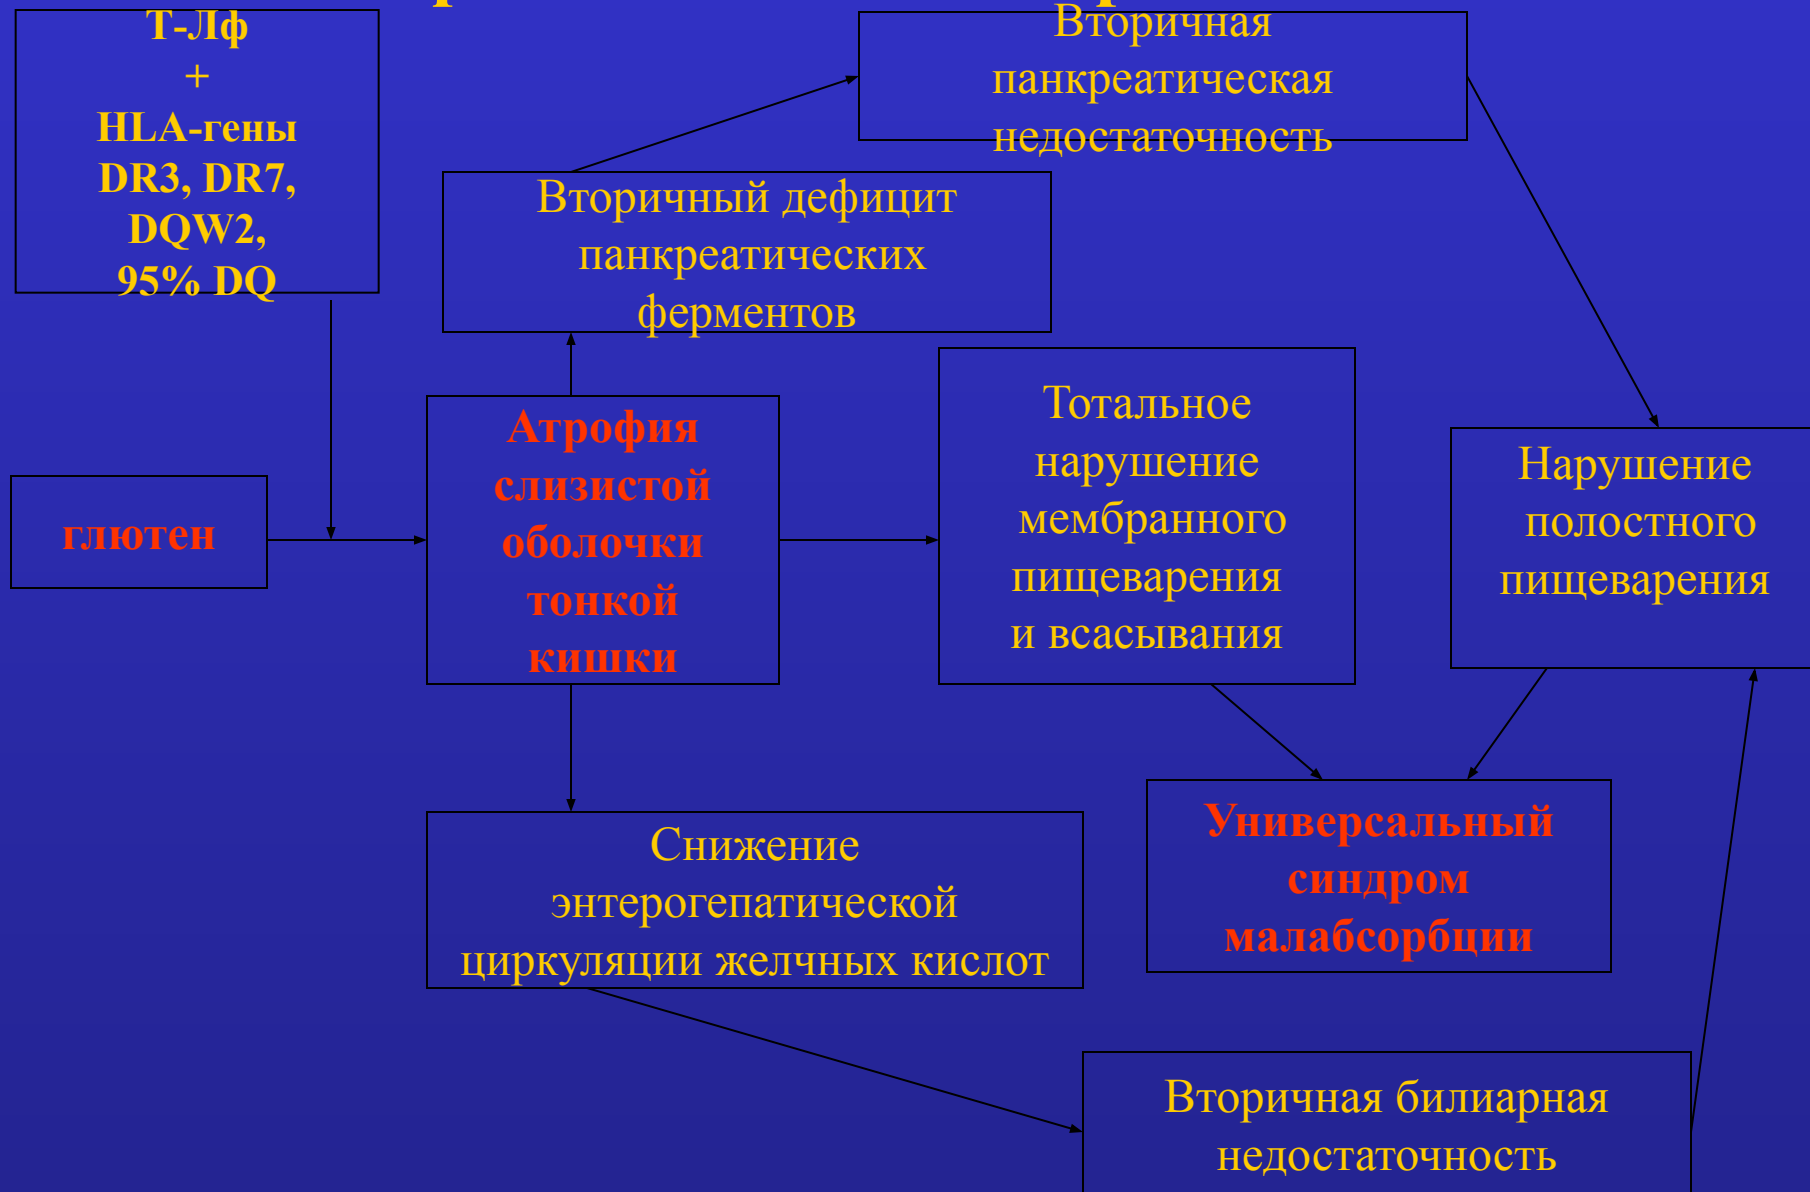 Т-Лф
+
HLA-гены
DR3, DR7,
DQW2,
95% DQ
Вторичная
панкреатическая
недостаточность
Вторичный дефицит
панкреатических
ферментов
глютен
Атрофия
слизистой
оболочки
тонкой
кишки
Тотальное
нарушение
мембранного
пищеварения
и всасывания
Нарушение
полостного
пищеварения
Снижение
энтерогепатической
циркуляции желчных кислот
Универсальный
синдром
малабсорбции
Вторичная билиарная
недостаточность